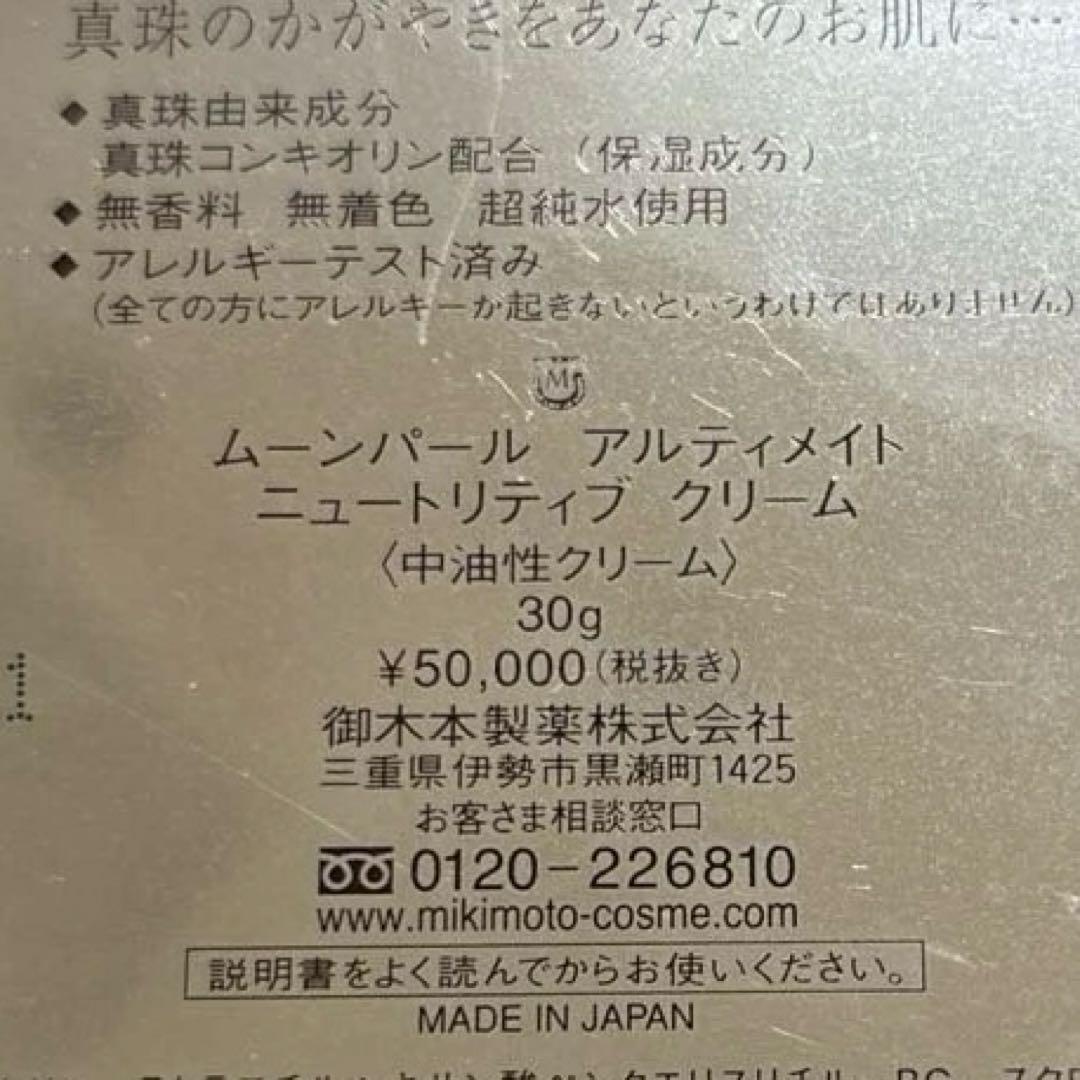 真珠のかがやきをあなたのお肌に…
◆真珠由来成分
真珠コンキオリン配合（保湿成分）
◆無香料　無着色　超純水使用
◆アレルギーテスト済み
（全ての方にアレルギーが起きないというわけではありません）
M
ムーンパール　アルティメイト
ニュートリティブ　クリーム
〈中油性クリーム〉
30g
¥50,000（税抜き）
御木本製薬株式会社
三重県伊勢市黒瀬町1425
お客さま相談窓口
0120−226810
www.mikimoto-cosme.com
説明書をよく読んでからお使いください。
MADE IN JAPAN